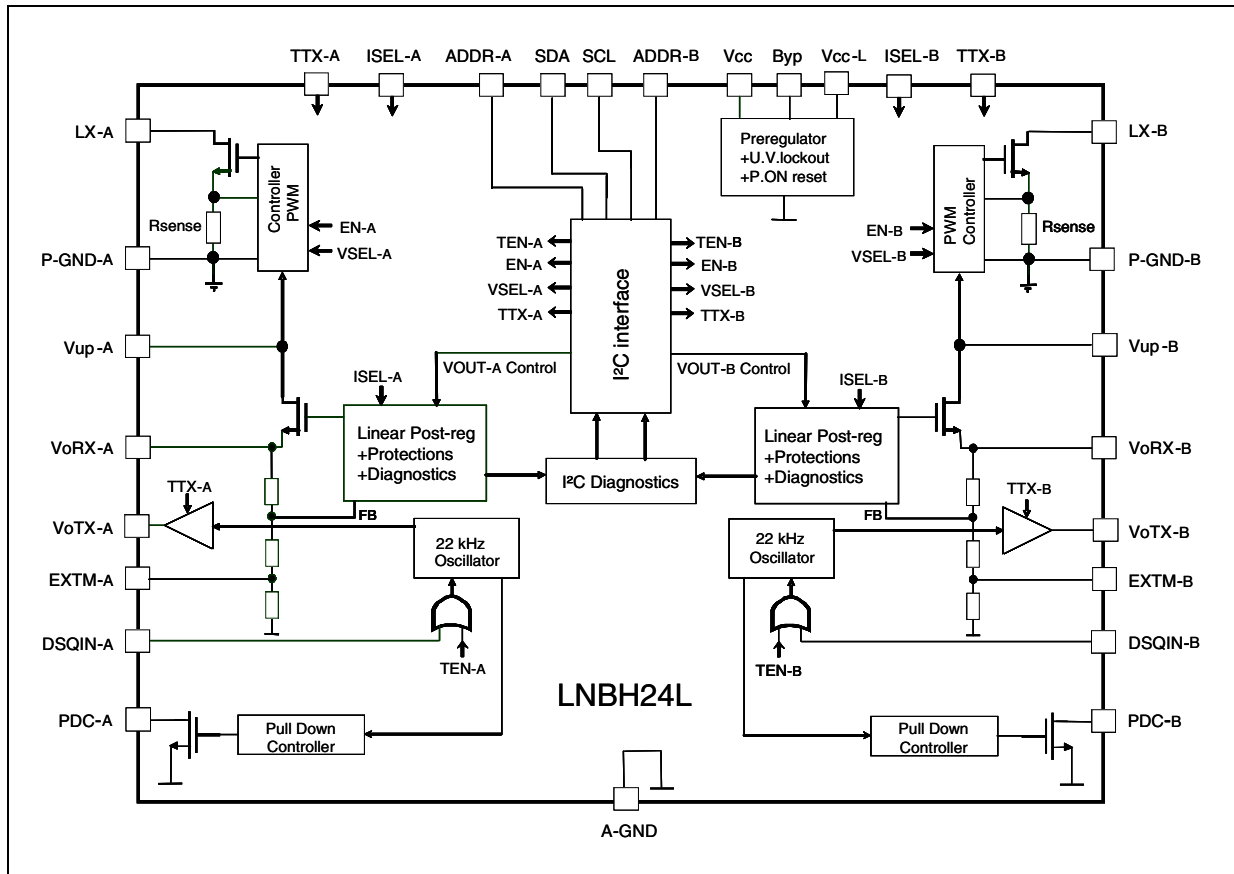 TTX-A
ISEL-A
ADDR-A
SDA
SCL
ADDR-B
Vcc
Byp
Vcc-L
ISEL-B
TTX-B
LX-A
LX-B
Preregulator
+U.V.lockout
+P.ON reset
Controller
PWM
PWM
Controller
Rsense
Rsense
EN-A
VSEL-A
EN-B
VSEL-B
P-GND-A
P-GND-B
TEN-A
EN-A
VSEL-A
TTX-A
I²C interface
TEN-B
EN-B
VSEL-B
TTX-B
Vup-A
Vup-B
VOUT-A Control
VOUT-B Control
ISEL-A
ISEL-B
VoRX-A
VoRX-B
Linear Post-reg
+Protections
+Diagnostics
I²C Diagnostics
Linear Post-reg
+Protections
+Diagnostics
TTX-A
TTX-B
FB
FB
VoTX-A
VoTX-B
22 kHz
Oscillator
22 kHz
Oscillator
EXTM-A
EXTM-B
DSQIN-A
DSQIN-B
TEN-A
TEN-B
LNBH24L
PDC-A
PDC-B
Pull Down
Controller
Pull Down
Controller
A-GND